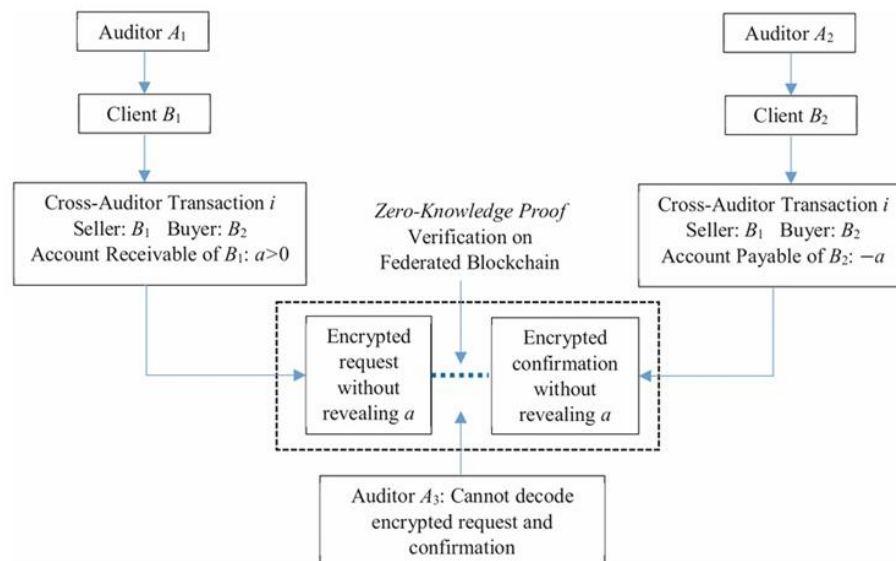 Auditor A₁
Auditor A₂
Client B₁
Client B₂
Cross-Auditor Transaction i
Seller: B₁ Buyer: B₂
Account Receivable of B₁: a>0
Zero-Knowledge Proof
Verification on
Federated Blockchain
Cross-Auditor Transaction i
Seller: B₁ Buyer: B₂
Account Payable of B₂: −a
Encrypted
request
without
revealing a
Encrypted
confirmation
without
revealing a
Auditor A₃: Cannot decode
encrypted request and
confirmation